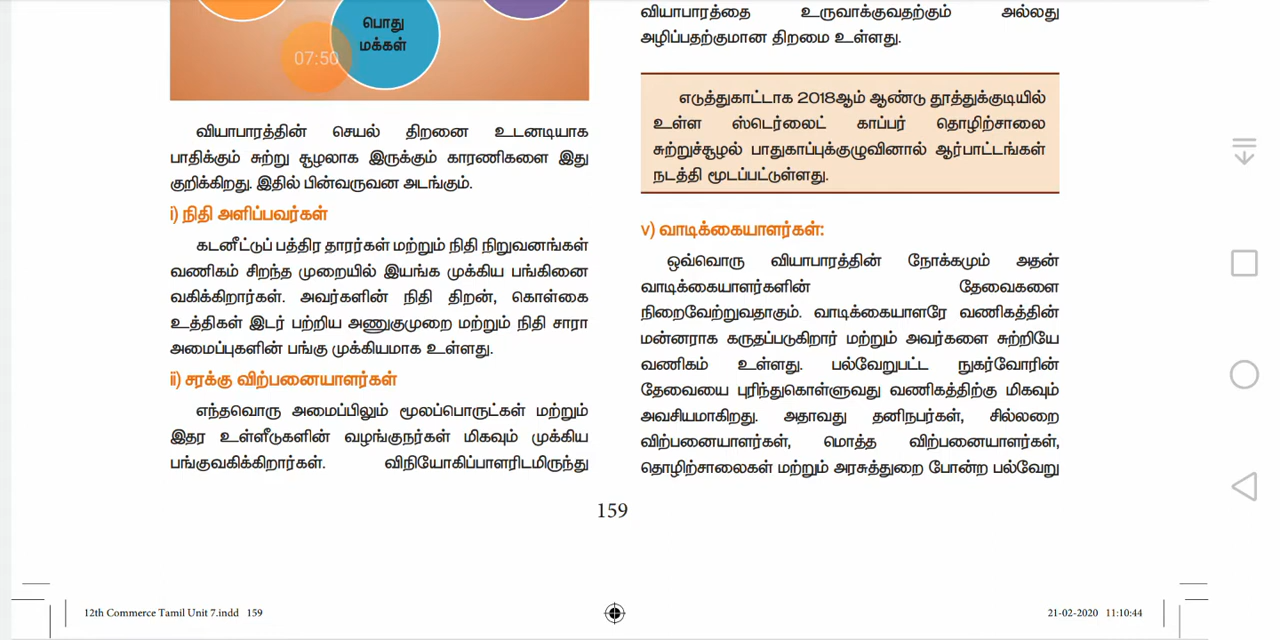 பொது
மக்கள்
07:50
வியாபாரத்தின் செயல் திறனை உடனடியாக
பாதிக்கும் சுற்று சூழலாக இருக்கும் காரணிகளை இது
குறிக்கிறது. இதில் பின்வருவன அடங்கும்.
i) நிதி அளிப்பவர்கள்
கடனீட்டுப் பத்திர தாரர்கள் மற்றும் நிதி நிறுவனங்கள்
வணிகம் சிறந்த முறையில் இயங்க முக்கிய பங்கினை
வகிக்கிறார்கள். அவர்களின் நிதி திறன், கொள்கை
உத்திகள் இடர் பற்றிய அணுகுமுறை மற்றும் நிதி சாரா
அமைப்புகளின் பங்கு முக்கியமாக உள்ளது.
ii) சரக்கு விற்பனையாளர்கள்
எந்தவொரு அமைப்பிலும் மூலப்பொருட்கள் மற்றும்
இதர உள்ளீடுகளின் வழங்குநர்கள் மிகவும் முக்கிய
பங்குவகிக்கிறார்கள். விநியோகிப்பாளரிடமிருந்து
வியாபாரத்தை உருவாக்குவதற்கும் அல்லது
அழிப்பதற்குமான திறமை உள்ளது.
எடுத்துகாட்டாக 2018ஆம் ஆண்டு தூத்துக்குடியில்
உள்ள ஸ்டெர்லைட் காப்பர் தொழிற்சாலை
சுற்றுச்சூழல் பாதுகாப்புக்குழுவினால் ஆர்பாட்டங்கள்
நடத்தி மூடப்பட்டுள்ளது.
v) வாடிக்கையாளர்கள்:
ஒவ்வொரு வியாபாரத்தின் நோக்கமும் அதன்
வாடிக்கையாளர்களின் தேவைகளை
நிறைவேற்றுவதாகும். வாடிக்கையாளரே வணிகத்தின்
மன்னராக கருதப்படுகிறார் மற்றும் அவர்களை சுற்றியே
வணிகம் உள்ளது. பல்வேறுபட்ட நுகர்வோரின்
தேவையை புரிந்துகொள்ளுவது வணிகத்திற்கு மிகவும்
அவசியமாகிறது. அதாவது தனிநபர்கள், சில்லறை
விற்பனையாளர்கள், மொத்த விற்பனையாளர்கள்,
தொழிற்சாலைகள் மற்றும் அரசுத்துறை போன்ற பல்வேறு
159
12th Commerce Tamil Unit 7.indd 159
21-02-2020 11:10:44